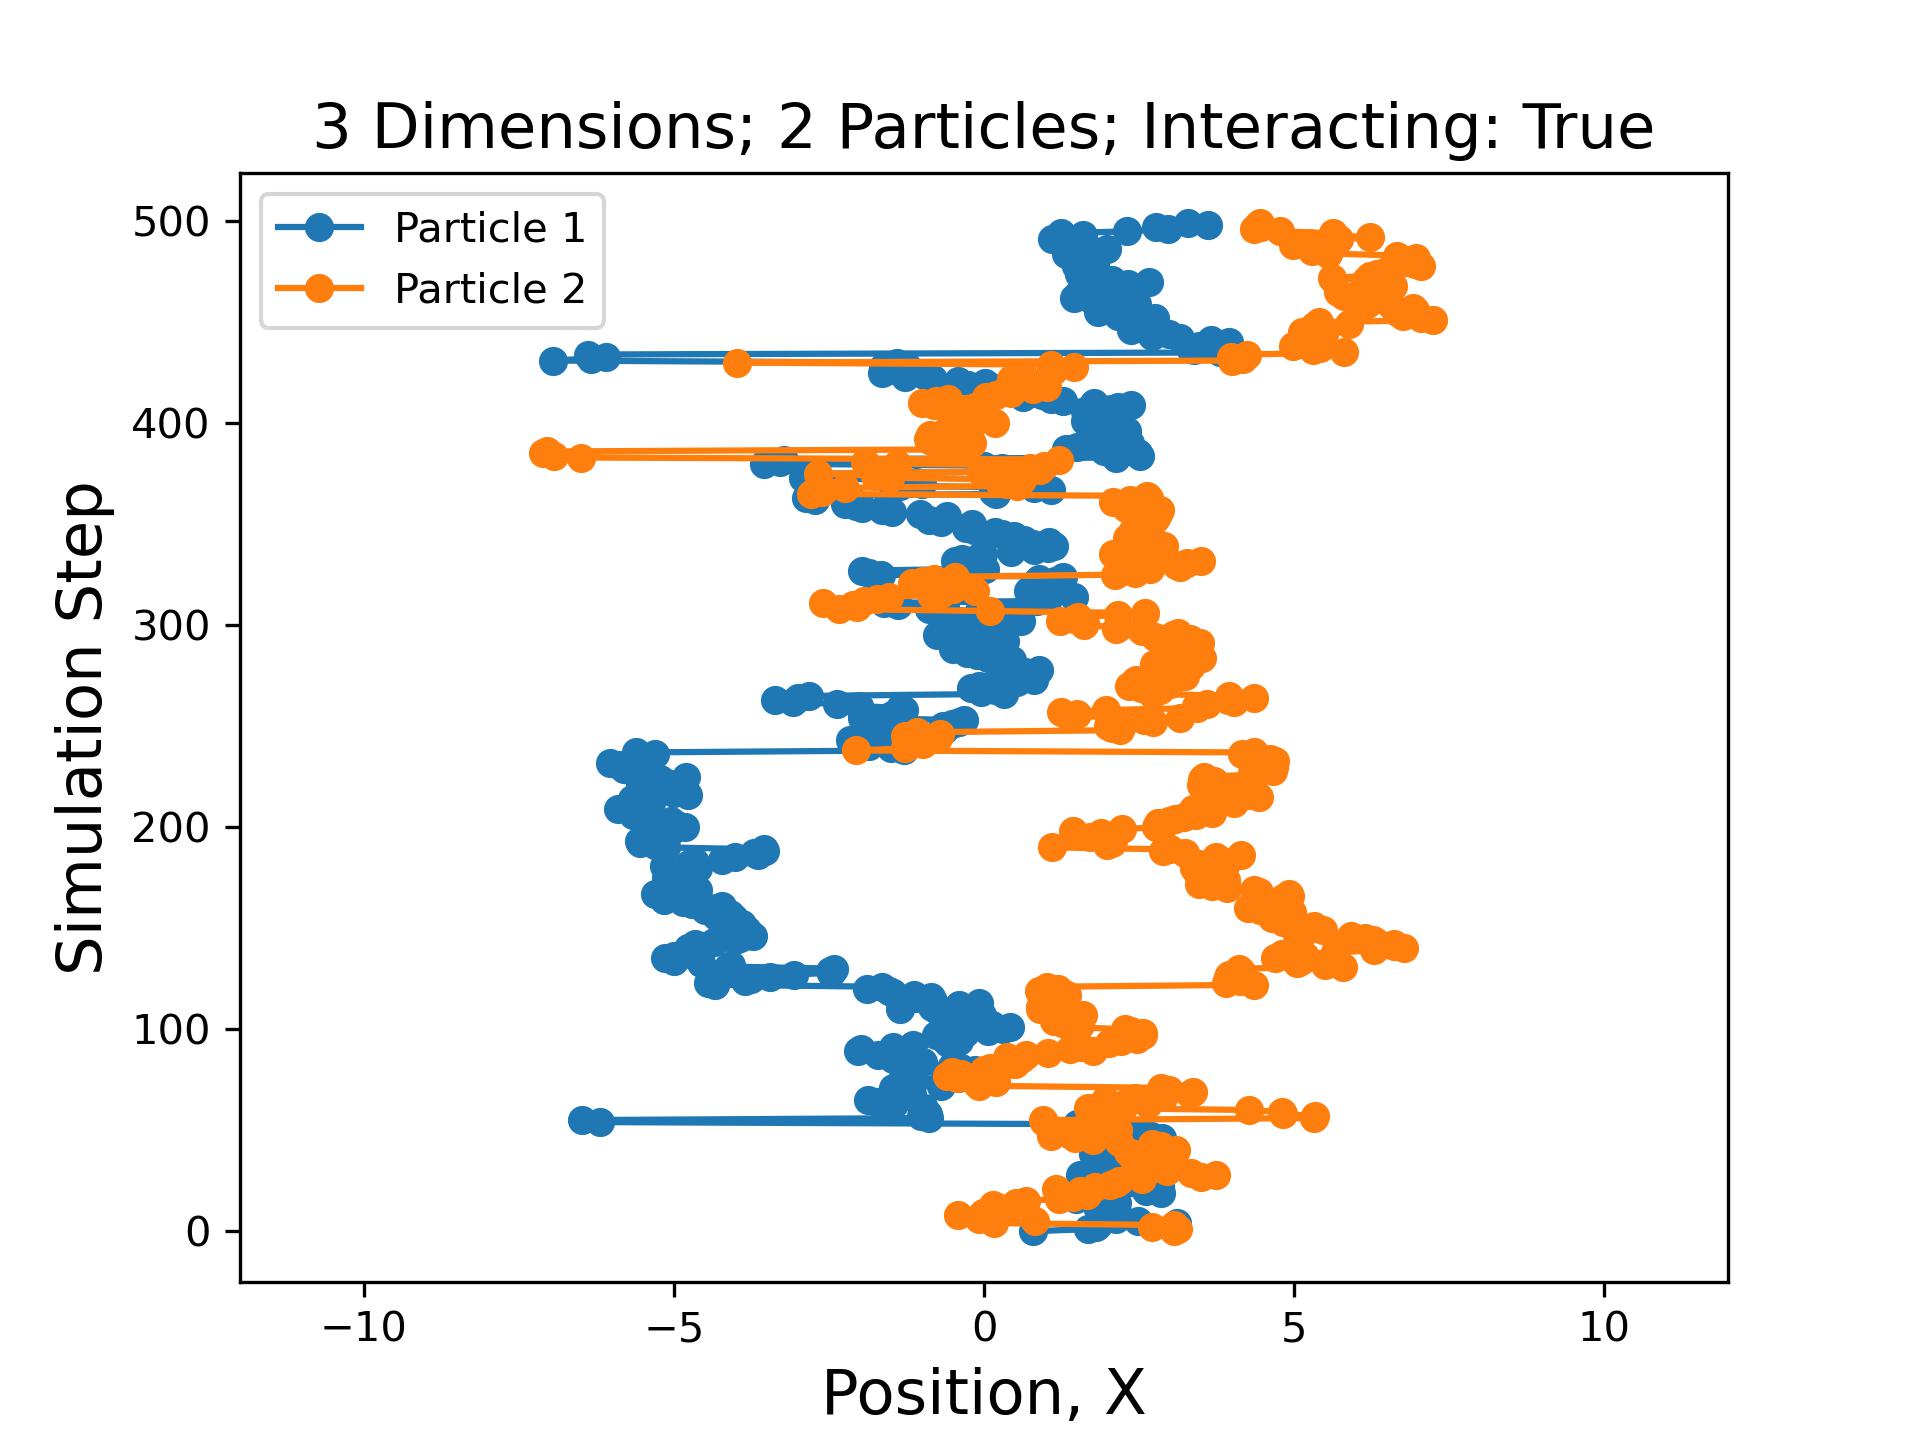 3 Dimensions; 2 Particles; Interacting: True
Particle 1
Particle 2
Simulation Step
500
400
300
200
100
0
−10
−5
0
5
10
Position, X